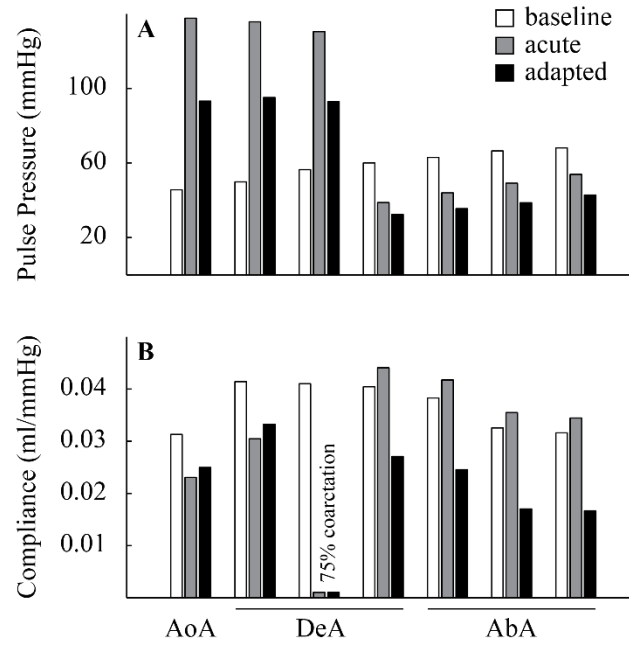 A
baseline
acute
adapted
Pulse Pressure (mmHg)
100
60
20
B
Compliance (ml/mmHg)
0.04
0.03
0.02
0.01
75% coarctation
AoA
DeA
AbA